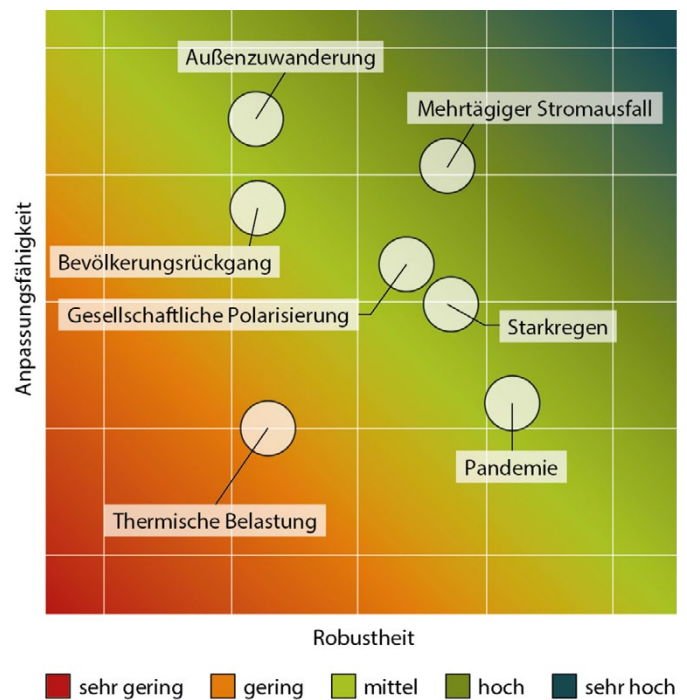 Außenzuwanderung
Mehrtägiger Stromausfall
Bevölkerungsrückgang
Gesellschaftliche Polarisierung
Starkregen
Pandemie
Thermische Belastung
Anpassungsfähigkeit
Robustheit
sehr gering gering mittel hoch sehr hoch